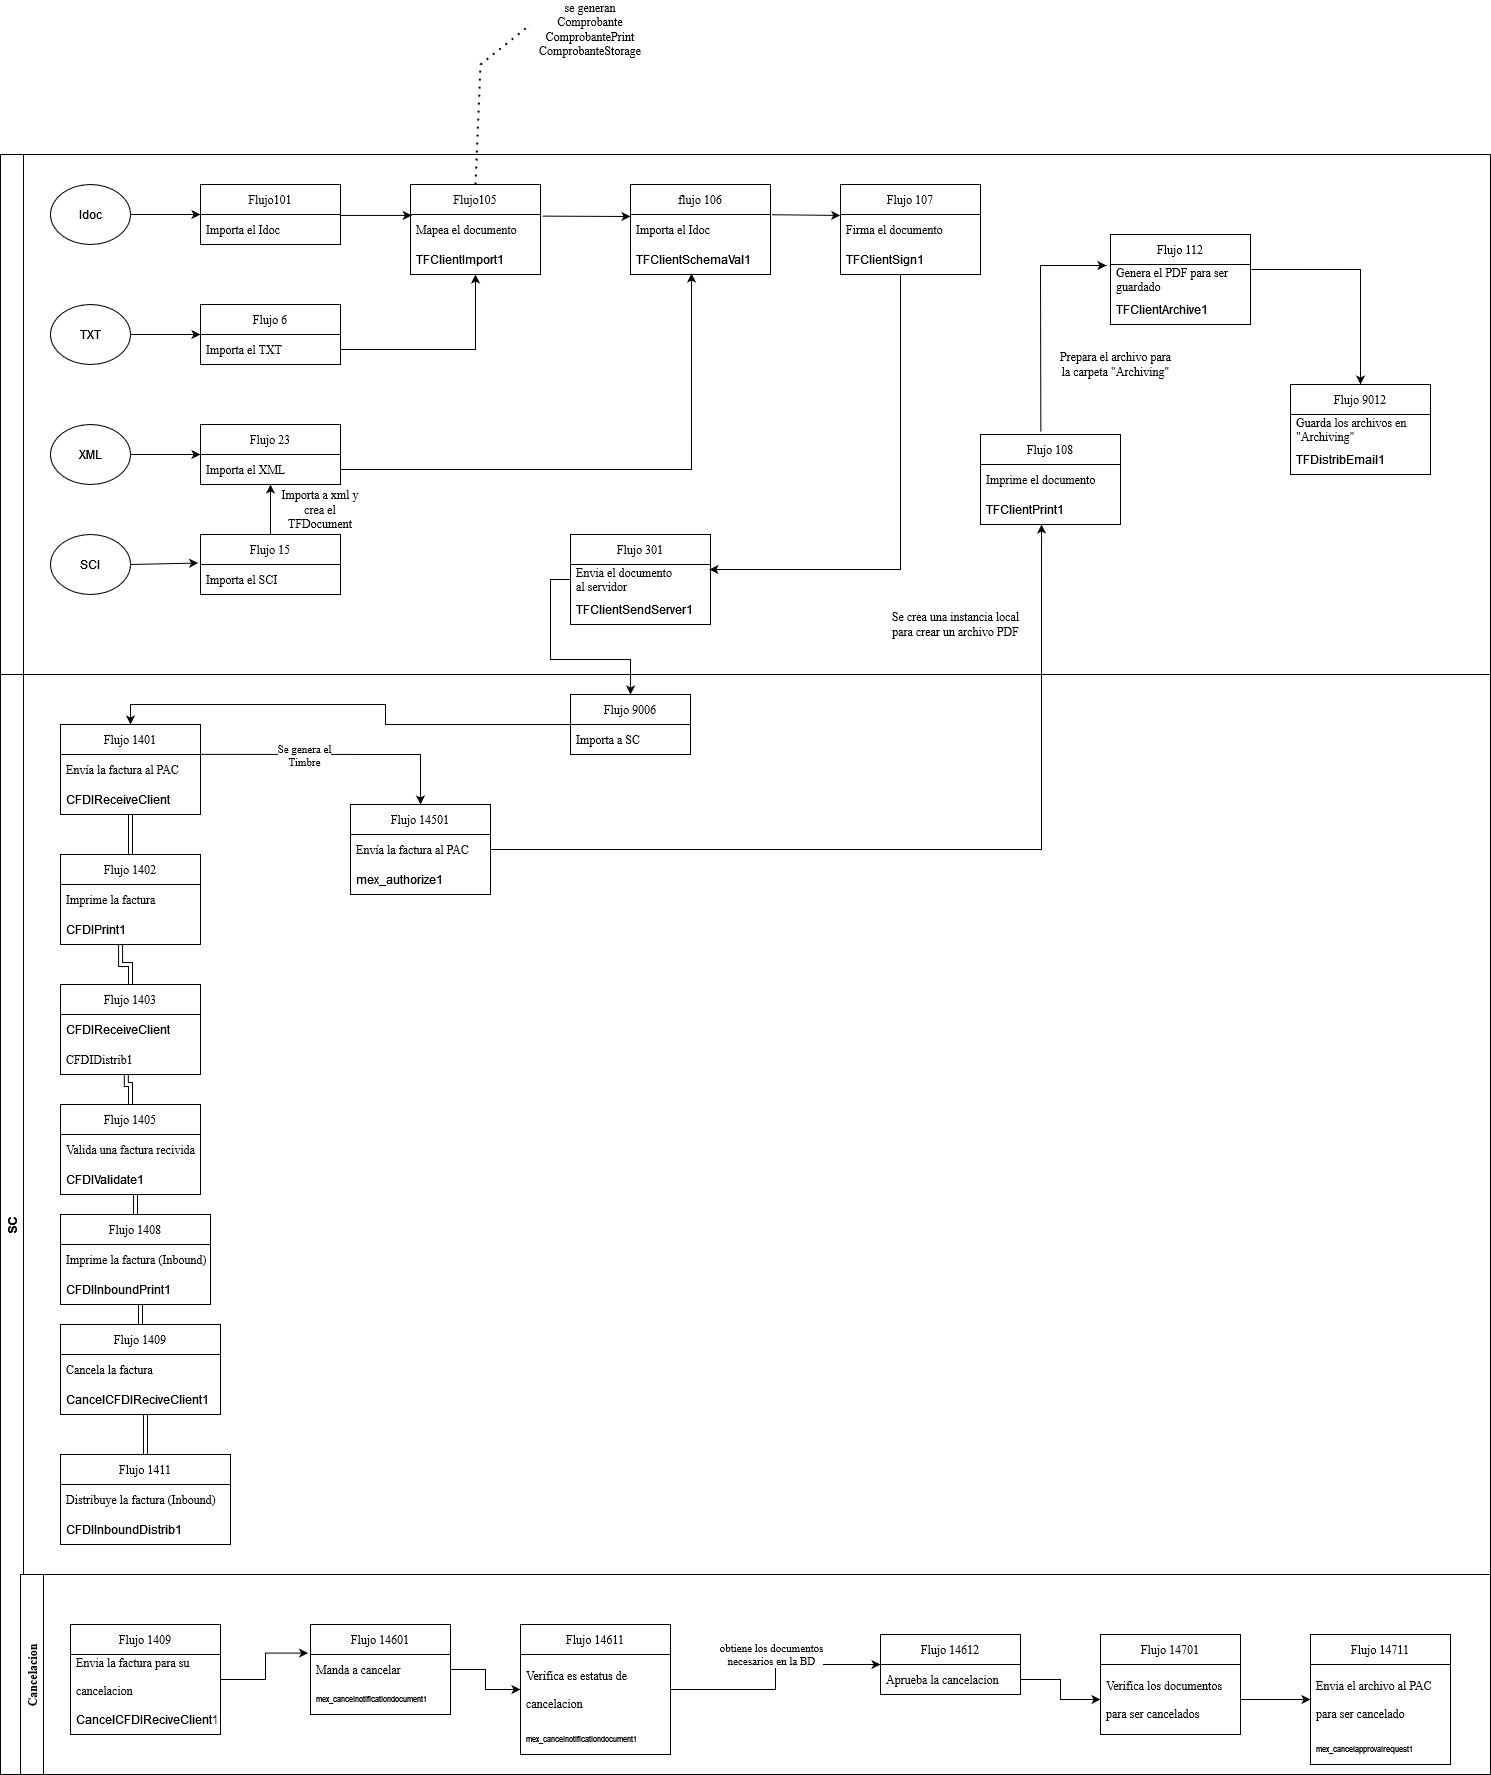 se generan
Comprobante
ComprobantePrint
ComprobanteStorage
Idoc
Flujo101
Importa el Idoc
Flujo105
Mapea el documento
TFClientImport1
flujo 106
Importa el Idoc
TFClientSchemaVal1
Flujo 107
Firma el documento
TFClientSign1
Flujo 112
Genera el PDF para ser
guardado
TFClientArchive1
TXT
Flujo 6
Importa el TXT
Prepara el archivo para
la carpeta "Archiving"
Flujo 9012
Guarda los archivos en
"Archiving"
TFDistribEmail1
XML
Flujo 23
Importa el XML
Flujo 108
Imprime el documento
TFClientPrint1
Importa a xml y
crea el
TFDocument
SCI
Flujo 15
Importa el SCI
Flujo 301
Envia el documento
al servidor
TFClientSendServer1
Se crea una instancia local
para crear un archivo PDF
SC
Flujo 9006
Importa a SC
Flujo 1401
Envía la factura al PAC
CFDIReceiveClient
Se genera el
Timbre
Flujo 14501
Envía la factura al PAC
mex_authorize1
Flujo 1402
Imprime la factura
CFDIPrint1
Flujo 1403
CFDIReceiveClient
CFDIDistrib1
Flujo 1405
Valida una factura recivida
CFDIValidate1
Flujo 1408
Imprime la factura (Inbound)
CFDIInboundPrint1
Flujo 1409
Cancela la factura
CancelCFDIReciveClient1
Flujo 1411
Distribuye la factura (Inbound)
CFDIInboundDistrib1
Cancelacion
Flujo 1409
Envia la factura para su
cancelacion
CancelCFDIReciveClient1
Flujo 14601
Manda a cancelar
mex_cancelnotificationdocument1
Flujo 14611
Verifica es estatus de
cancelacion
mex_cancelnotificationdocument1
obtiene los documentos
necesarios en la BD
Flujo 14612
Aprueba la cancelacion
Flujo 14701
Verifica los documentos
para ser cancelados
Flujo 14711
Envia el archivo al PAC
para ser cancelado
mex_cancelapprovalrequest1